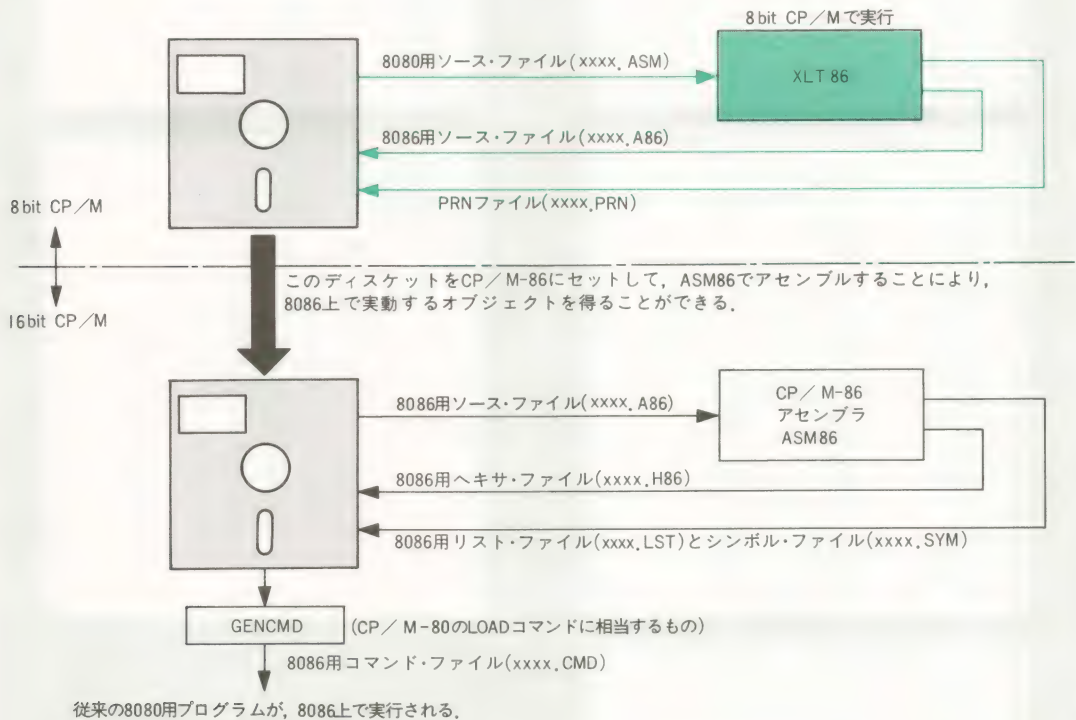 8bit CP/Mで実行
8080用ソース・ファイル(xxxx.ASM)
XLT 86
8086用ソース・ファイル(xxxx.A86)
PRNファイル(xxxx.PRN)
8bit CP/M
16bit CP/M
このディスケットをCP/M-86にセットして，ASM86でアセンブルすることにより，
8086上で実動するオブジェクトを得ることができる．
8086用ソース・ファイル(xxxx.A86)
CP/M-86
アセンブラ
ASM86
8086用ヘキサ・ファイル(xxxx.H86)
8086用リスト・ファイル(xxxx.LST)とシンボル・ファイル(xxxx.SYM)
GENCMD
(CP/M-80のLOADコマンドに相当するもの)
8086用コマンド・ファイル(xxxx.CMD)
従来の8080用プログラムが，8086上で実行される．